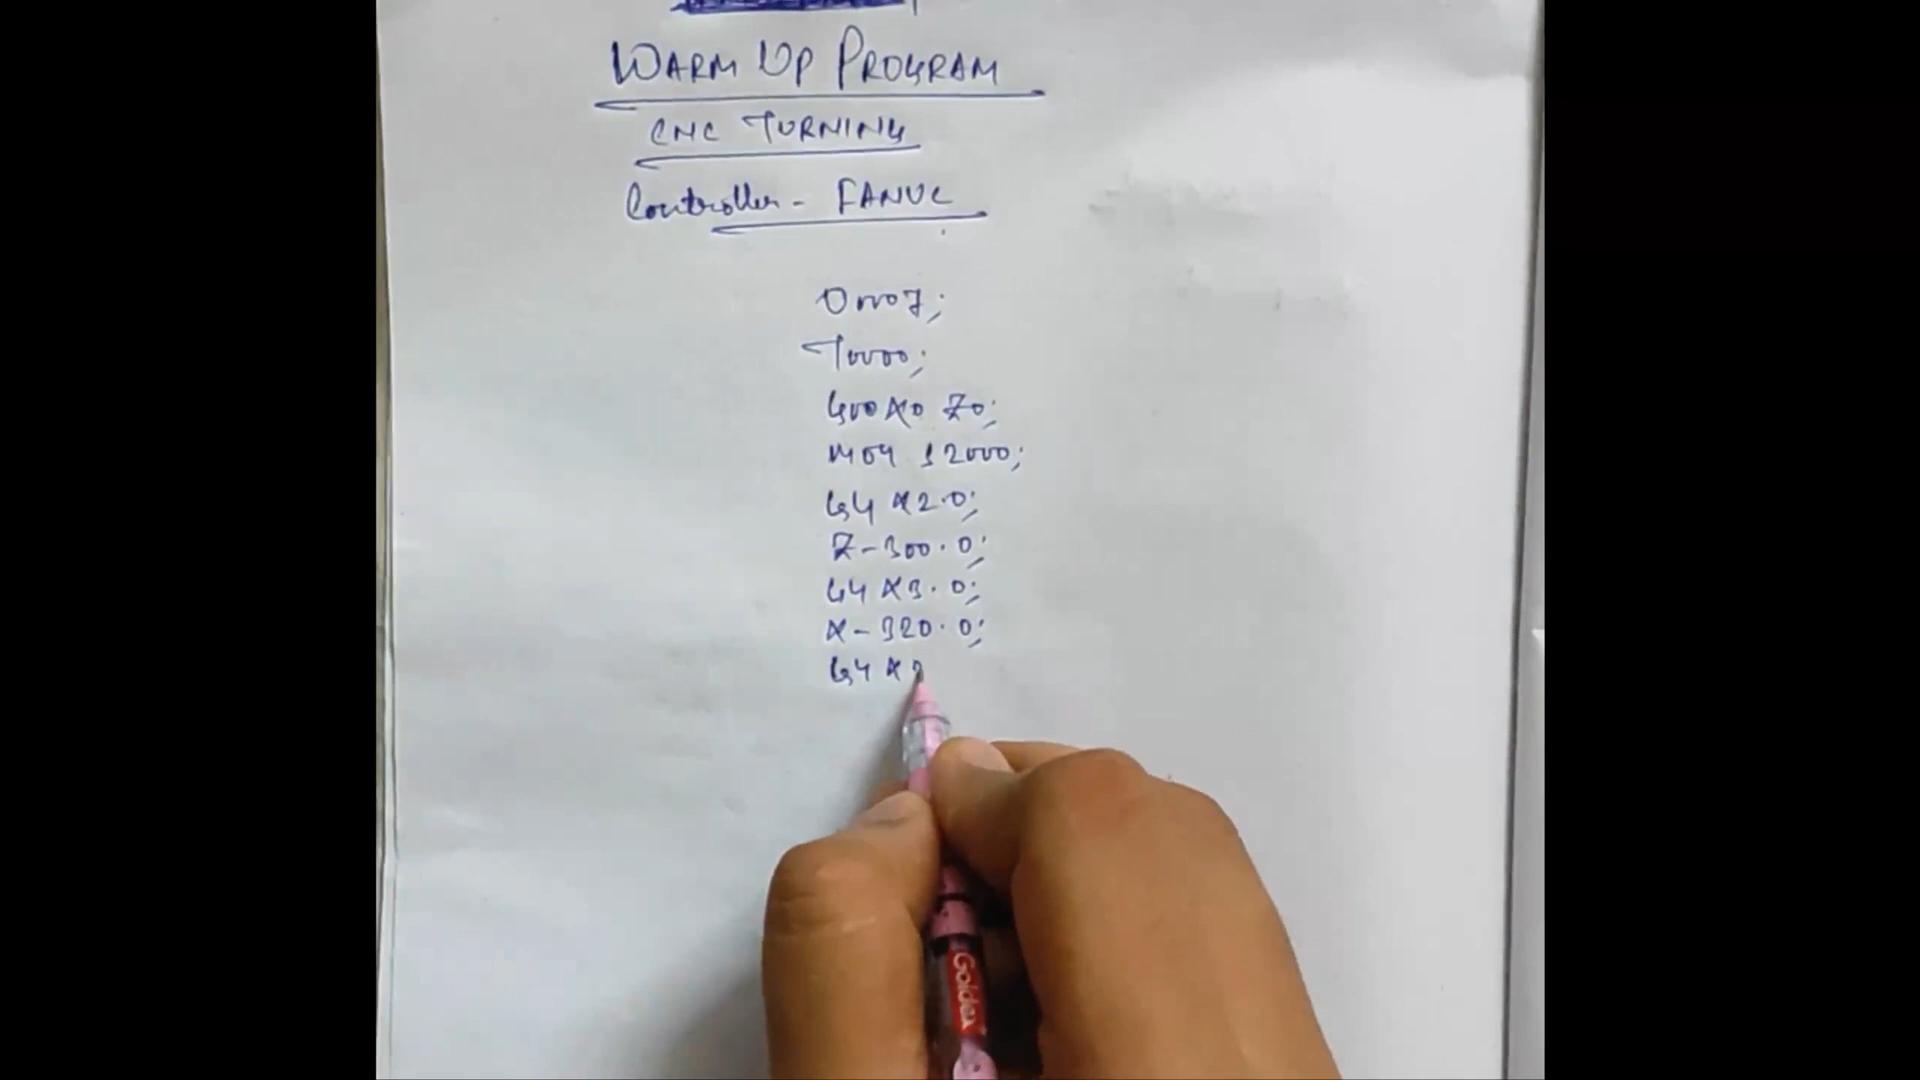 WARM UP PROGRAM
CNC TURNING
Controller - FANUC
O0007;
T0000;
G00 X0 Z0;
M04 S2000;
G4 X2.0;
Z-300.0;
G4 X3.0;
X-320.0;
G4 X
Goldex